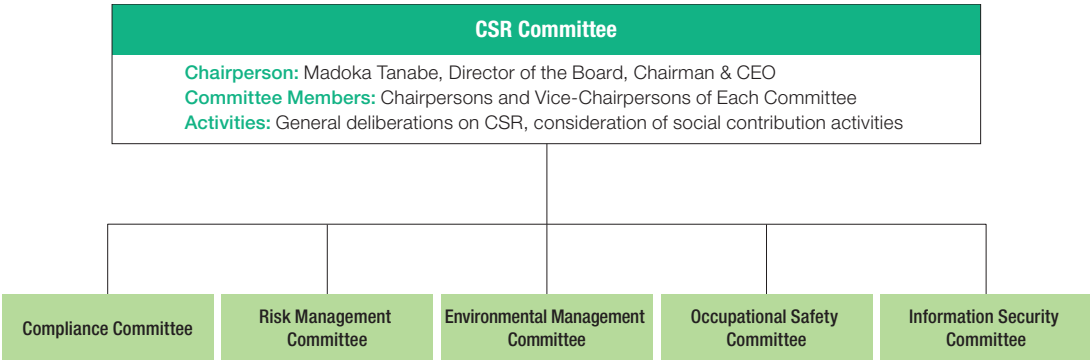 CSR Committee
Chairperson: Madoka Tanabe, Director of the Board, Chairman & CEO
Committee Members: Chairpersons and Vice-Chairpersons of Each Committee
Activities: General deliberations on CSR, consideration of social contribution activities
Compliance Committee
Risk Management
Committee
Environmental Management
Committee
Occupational Safety
Committee
Information Security
Committee